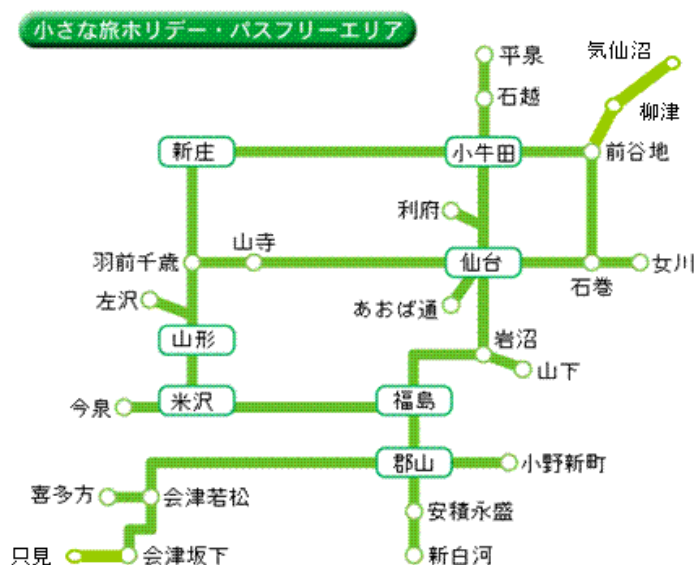 小さな旅ホリデー・パスフリーエリア
平泉
気仙沼
石越
柳津
新庄
小牛田
前谷地
利府
山寺
羽前千歳
仙台
女川
石巻
左沢
あおば通
岩沼
山形
山下
今泉
米沢
福島
郡山
小野新町
喜多方
会津若松
安積永盛
只見
会津坂下
新白河